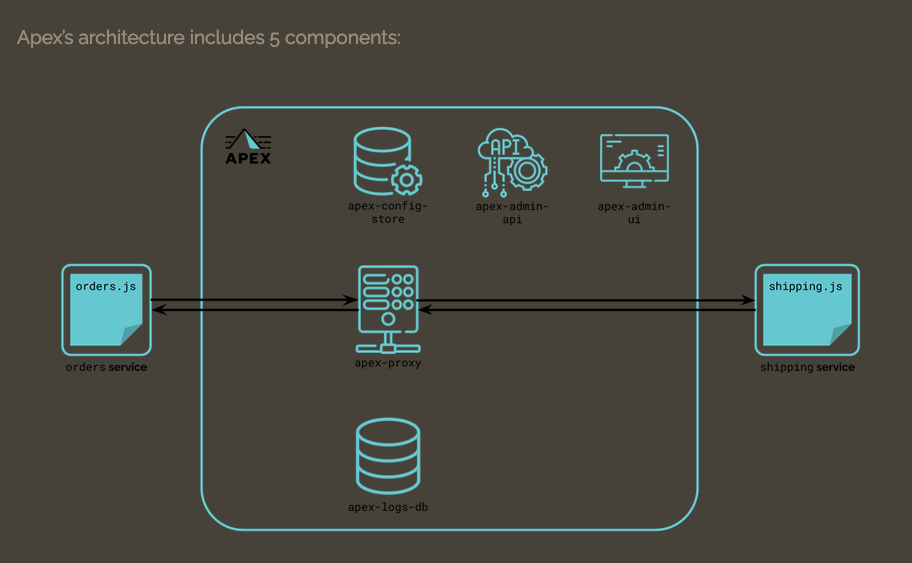 Apex's architecture includes 5 components:
APEX
API
apex-config-
store
apex-admin-
api
apex-admin-
ui
orders.js
shipping.js
apex-proxy
orders service
shipping service
apex-logs-db